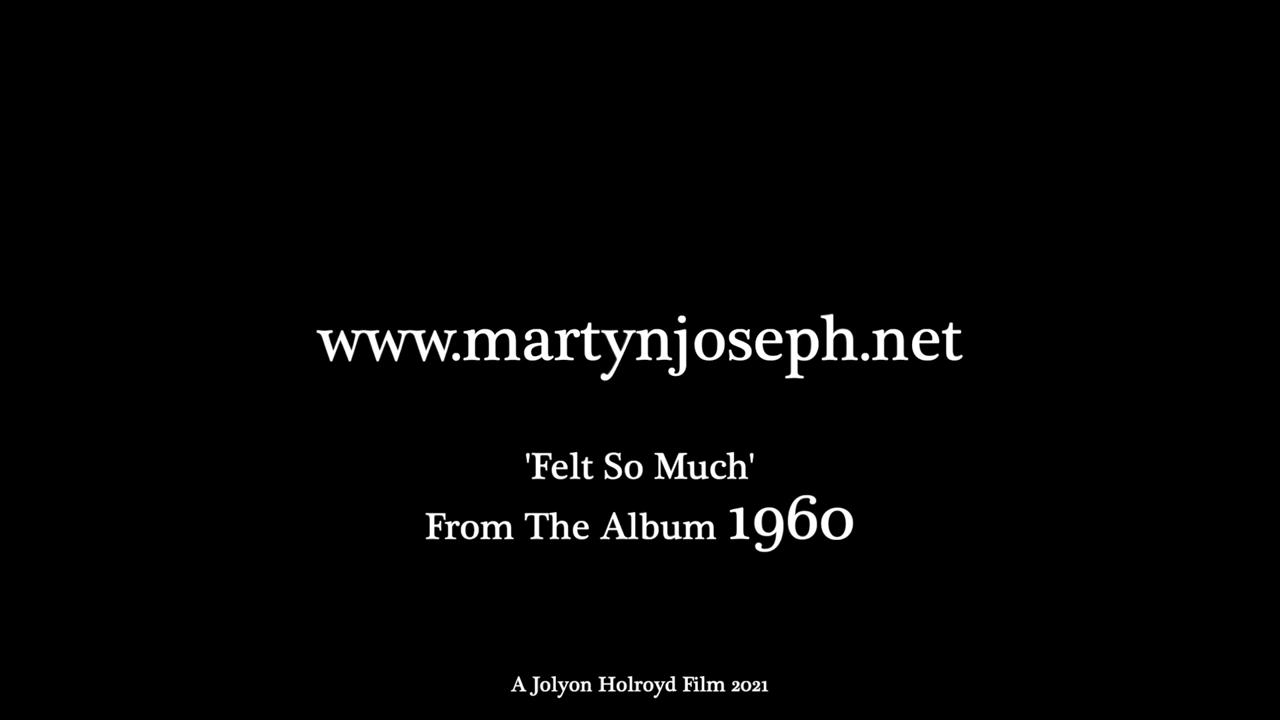 www.martynjoseph.net
'Felt So Much'
From The Album 1960
A Jolyon Holroyd Film 2021